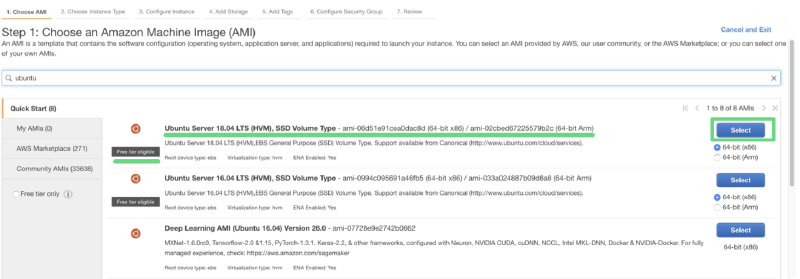 1. Choose AMI 2. Choose Instance Type 3. Configure Instance 4. Add Storage 5. Add Tags 6. Configure Security Group 7. Review
Step 1: Choose an Amazon Machine Image (AMI)
Cancel and Exit
An AMI is a template that contains the software configuration (operating system, application server, and applications) required to launch your instance. You can select an AMI provided by AWS, our user community, or the AWS Marketplace; or you can select one
of your own AMIs.
ubuntu
Quick Start (8)
1 to 8 of 8 AMIs
My AMIs (0)
AWS Marketplace (271)
Community AMIs (33638)
Free tier only
Ubuntu Server 18.04 LTS (HVM), SSD Volume Type - ami-06d51e91cea0dac8d (64-bit x86) / ami-02cbed67225579b2c (64-bit Arm)
Select
Free tier eligible
Ubuntu Server 18.04 LTS (HVM),EBS General Purpose (SSD) Volume Type. Support available from Canonical (http://www.ubuntu.com/cloud/services).
64-bit (x86)
64-bit (Arm)
Root device type: ebs Virtualization type: hvm ENA Enabled: Yes
Ubuntu Server 16.04 LTS (HVM), SSD Volume Type - ami-0994c095691a46fb5 (64-bit x86) / ami-033a024887b09d8a8 (64-bit Arm)
Select
Free tier eligible
Ubuntu Server 16.04 LTS (HVM),EBS General Purpose (SSD) Volume Type. Support available from Canonical (http://www.ubuntu.com/cloud/services).
64-bit (x86)
64-bit (Arm)
Root device type: ebs Virtualization type: hvm ENA Enabled: Yes
Deep Learning AMI (Ubuntu 16.04) Version 26.0 - ami-07728e9e2742b0662
Select
MXNet-1.6.0rc0, Tensorflow-2.0 &1.15, PyTorch-1.3.1, Keras-2.2, & other frameworks, configured with Neuron, NVIDIA CUDA, cuDNN, NCCL, Intel MKL-DNN, Docker & NVIDIA-Docker. For fully
managed experience, check: https://aws.amazon.com/sagemaker
64-bit (x86)
Root device type: ebs Virtualization type: hvm ENA Enabled: Yes